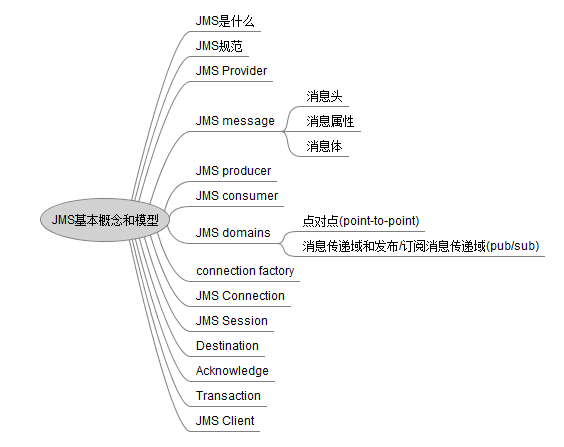 JMS是什么
JMS规范
JMS Provider
JMS message
消息头
消息属性
消息体
JMS producer
JMS consumer
JMS基本概念和模型
JMS domains
点对点(point-to-point)
消息传递域和发布/订阅消息传递域(pub/sub)
connection factory
JMS Connection
JMS Session
Destination
Acknowledge
Transaction
JMS Client